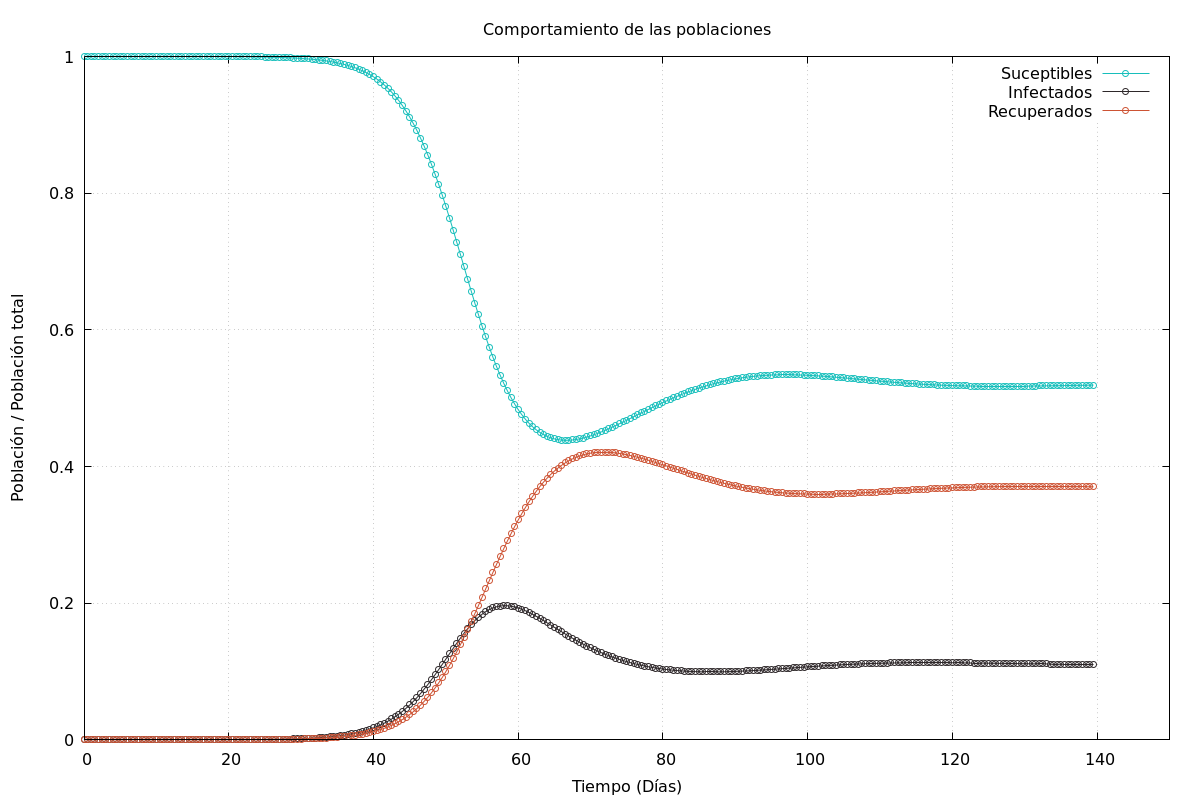 Comportamiento de las poblaciones
Suceptibles
Infectados
Recuperados
Población / Población total
1
0.8
0.6
0.4
0.2
0
0 20 40 60 80 100 120 140
Tiempo (Días)